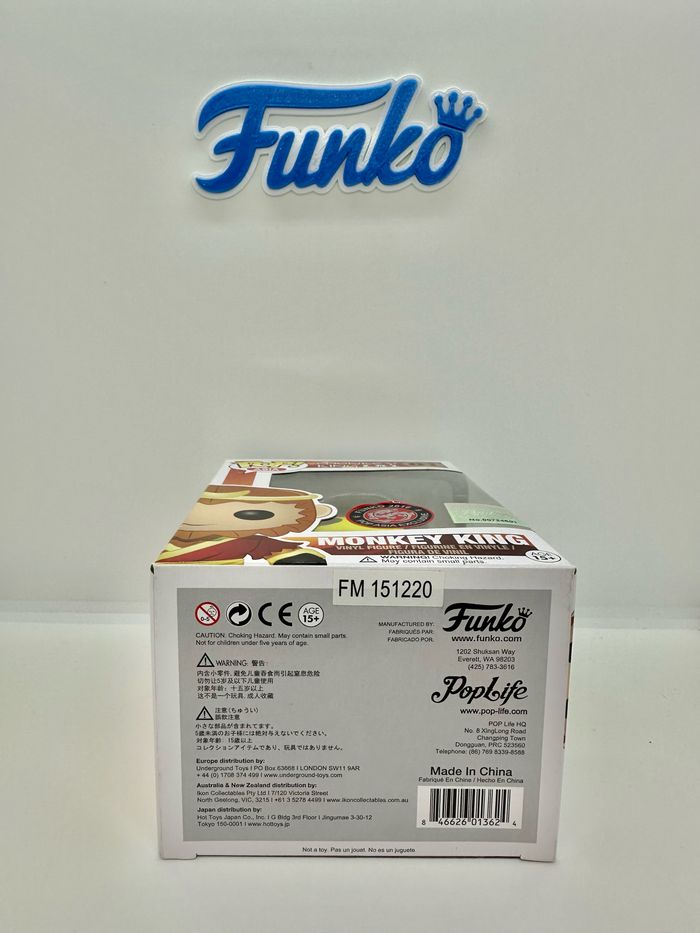 Funko
POP!
ASIA
FUNKO 2016
No.
MONKEY KING
VINYL FIGURE / FIGURINE EN VINYLE /
FIGURA DE VINIL
AGE
15+
WARNING: Choking Hazard.
May contain small parts.
FM 151220
0-5
CE
AGE
15+
CAUTION: Choking Hazard. May contain small parts.
Not for children under five years of age.
WARNING: 警告:
内含小零件, 避免儿童吞食而引起窒息危险
切勿让5岁及以下儿童使用
对象年龄: 十五岁以上
这不是一个玩具, 成人收藏
注意(ちゅうい)
誤飲注意
小さな部品が含まれてます。
5歳未満のお子様には絶対与えないでください。
対象年齢 15歳以上
コレクションアイテムであり、玩具ではありません。
Europe distribution by:
Underground Toys I PO Box 63668 I LONDON SW11 9AR
+ 44 (0) 1708 374 499 I www.underground-toys.com
Australia & New Zealand distribution by:
Ikon Collectables Pty Ltd I 7/120 Victoria Street
North Geelong, VIC, 3215 I +61 3 5278 4499 I www.ikoncollectables.com.au
Japan distribution by:
Hot Toys Japan Co., Inc. I G Bldg 3rd Floor I Jingumae 3-30-12
Tokyo 150-0001 I www.hottoys.jp
MANUFACTURED BY:
FABRIQUÉS PAR:
FABRICADO POR:
Funko
www.funko.com
1202 Shuksan Way
Everett, WA 98203
(425) 783-3616
PopLife
www.pop-life.com
POP Life HQ
No. 8 XingLong Road
Changping Town
Dongguan, PRC 523560
Telephone: (86) 769 8339-8588
Made In China
Fabriqué En China / Hecho En China
8 46626 01362 4
Not a toy. Pas un jouet. No es un juguete.